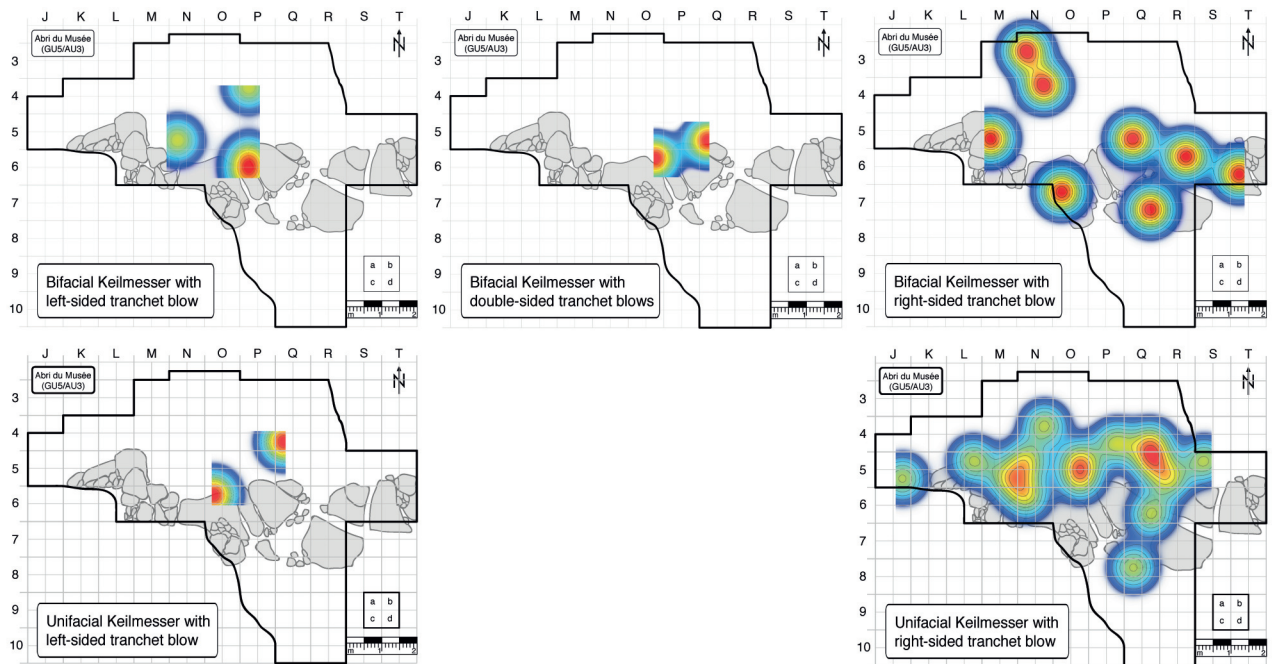 J K L M N O P Q R S T
Abri du Musée
(GU5/AU3)
N
3
4
5
6
7
8
9
10
Bifacial Keilmesser with
left-sided tranchet blow
a b
c d
m 1 2
J K L M N O P Q R S T
Abri du Musée
(GU5/AU3)
N
3
4
5
6
7
8
9
10
Bifacial Keilmesser with
double-sided tranchet blows
a b
c d
m 1 2
J K L M N O P Q R S T
Abri du Musée
(GU5/AU3)
N
3
4
5
6
7
8
9
10
Bifacial Keilmesser with
right-sided tranchet blow
a b
c d
m 1 2
J K L M N O P Q R S T
Abri du Musée
(GU5/AU3)
N
3
4
5
6
7
8
9
10
Unifacial Keilmesser with
left-sided tranchet blow
a b
c d
m 1 2
J K L M N O P Q R S T
Abri du Musée
(GU5/AU3)
N
3
4
5
6
7
8
9
10
Unifacial Keilmesser with
right-sided tranchet blow
a b
c d
m 1 2